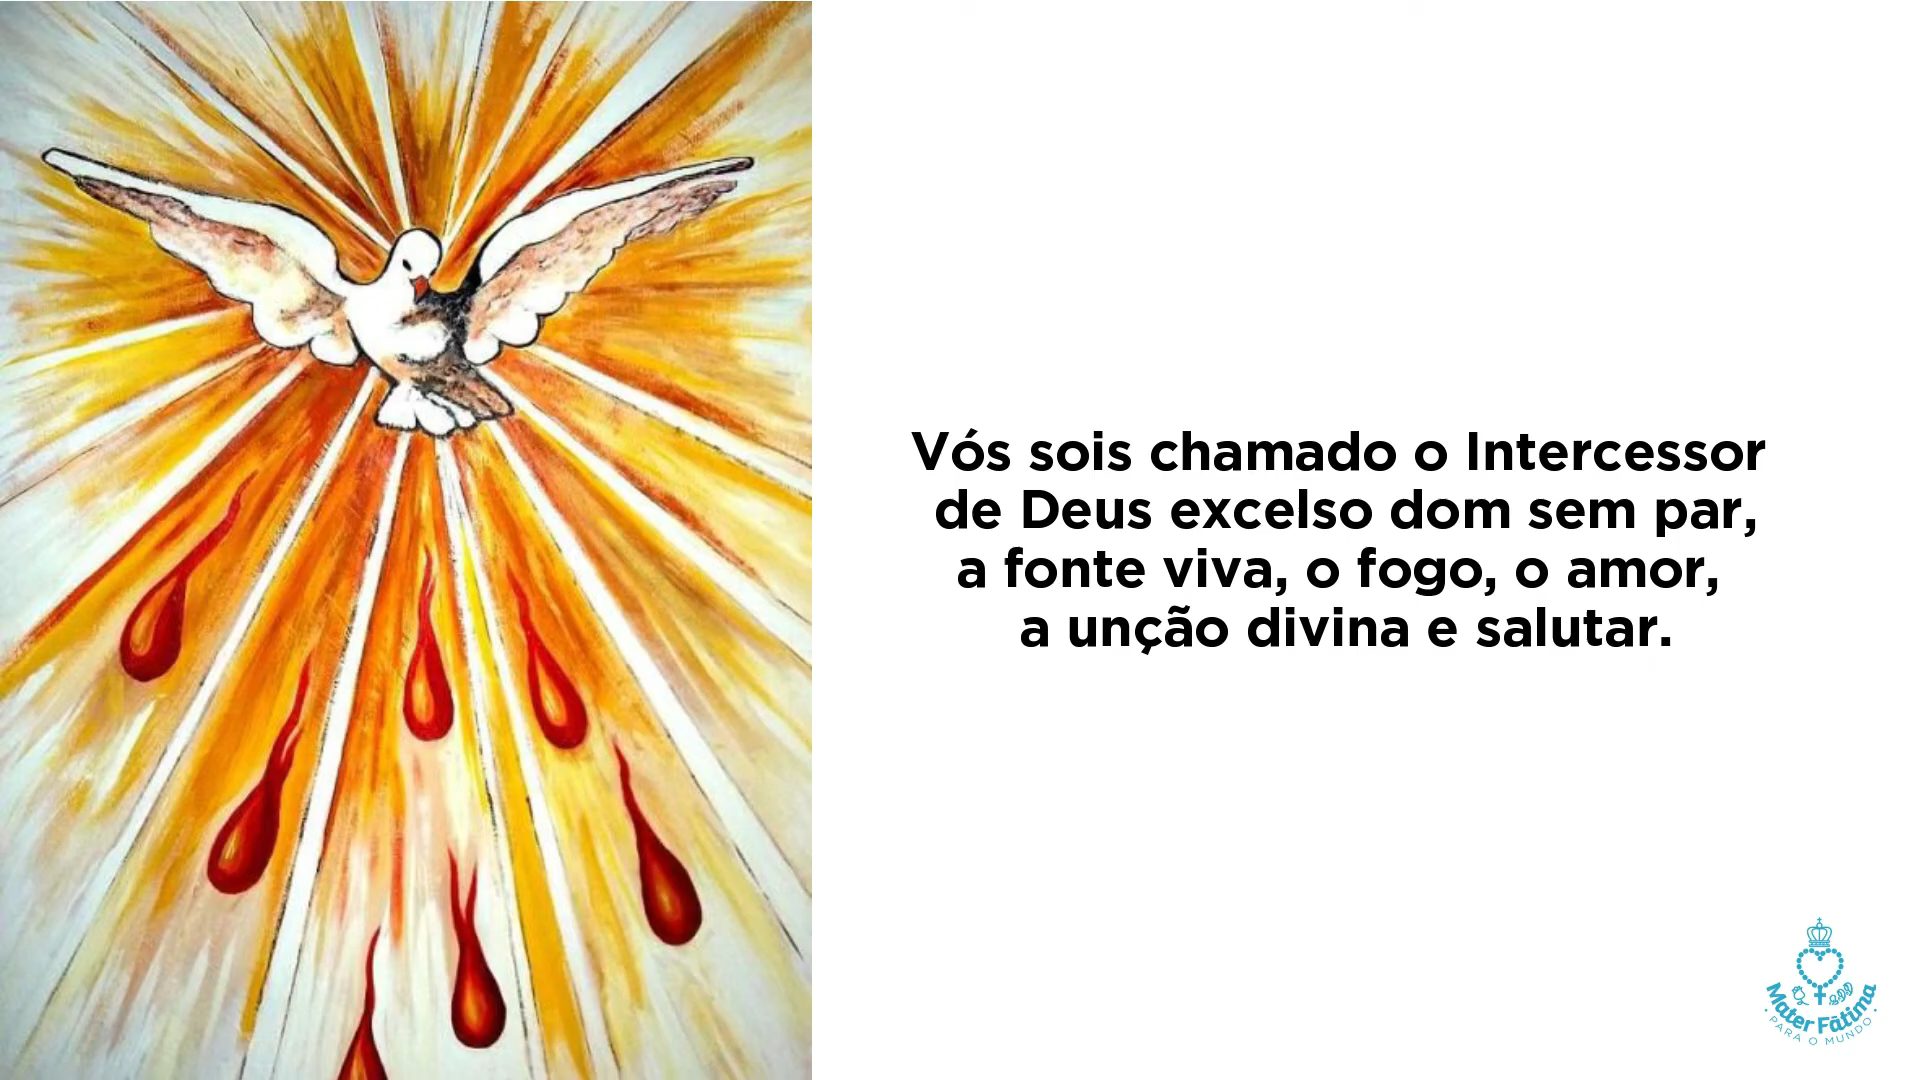 Vós sois chamado o Intercessor
de Deus excelso dom sem par,
a fonte viva, o fogo, o amor,
a unção divina e salutar.
Mater Fátima
• PARA O MUNDO •